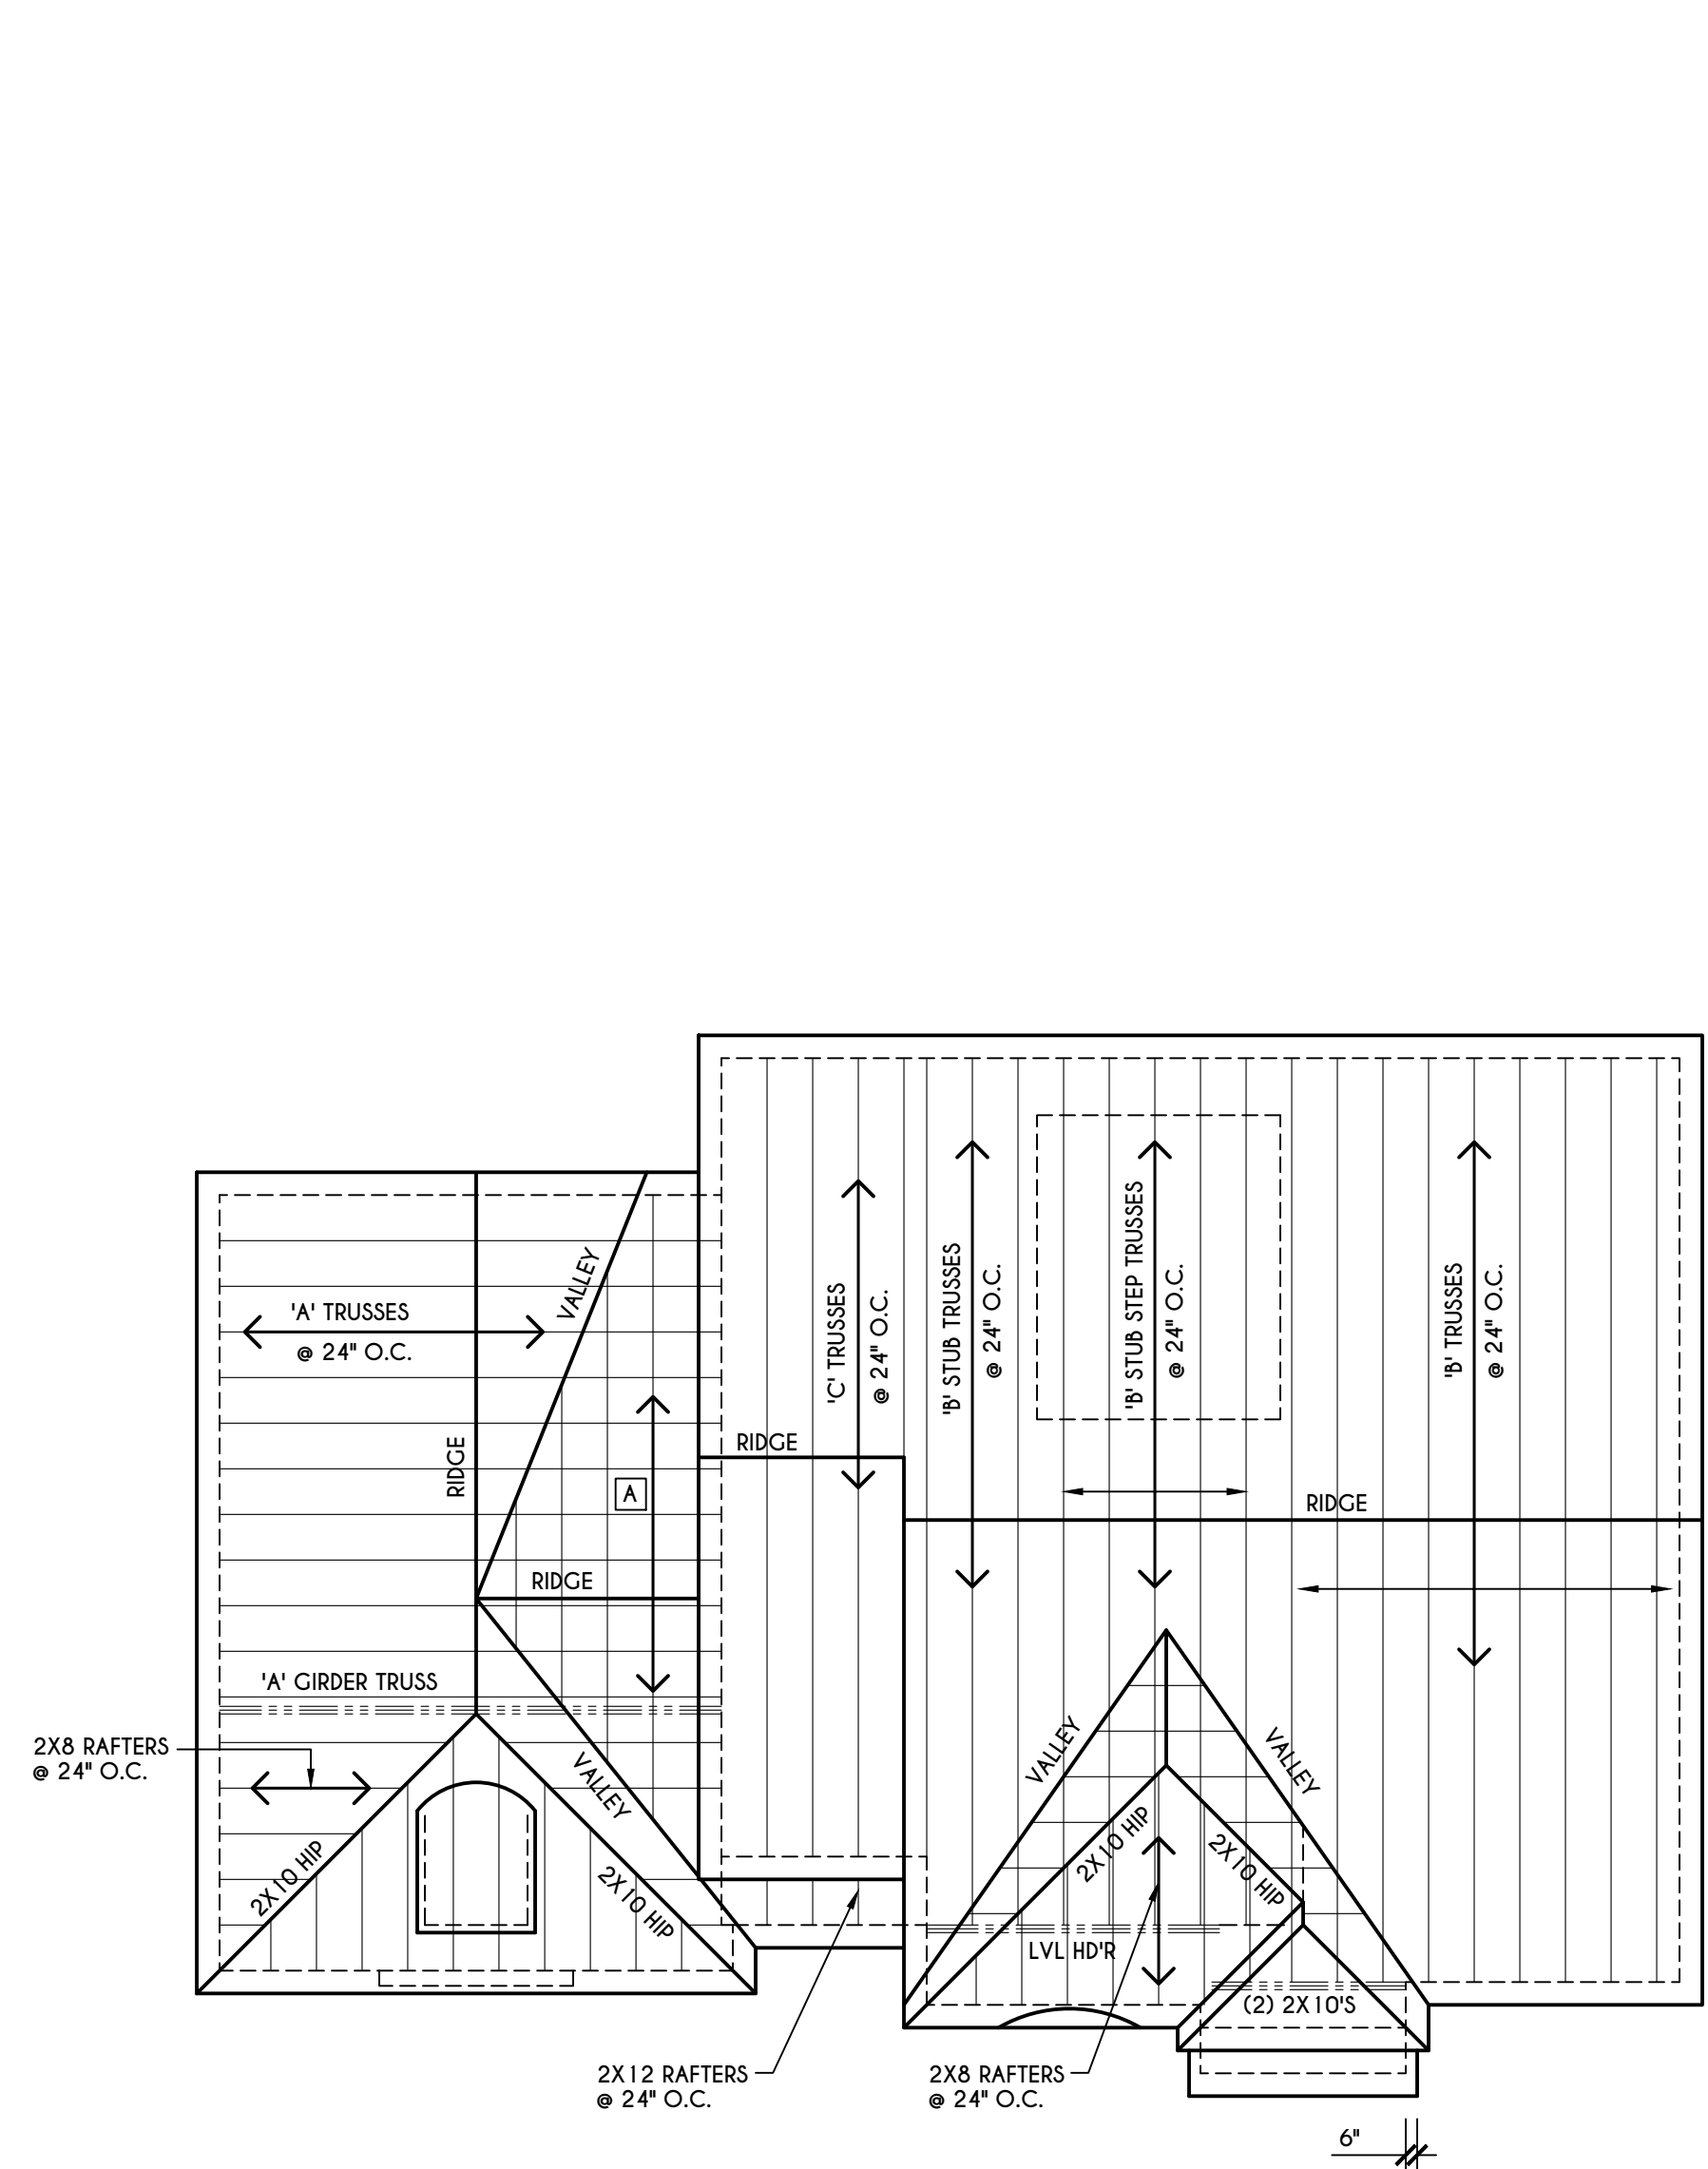 'A' TRUSSES
@ 24" O.C.
VALLEY
RIDGE
A
RIDGE
'A' GIRDER TRUSS
2X8 RAFTERS
@ 24" O.C.
2X10 HIP
VALLEY
2X10 HIP
'C' TRUSSES
@ 24" O.C.
RIDGE
'B' STUB TRUSSES
@ 24" O.C.
'B' STUB STEP TRUSSES
@ 24" O.C.
'B' TRUSSES
@ 24" O.C.
RIDGE
VALLEY
VALLEY
2X10 HIP
2X10 HIP
LVL HD'R
(2) 2X10'S
2X12 RAFTERS
@ 24" O.C.
2X8 RAFTERS
@ 24" O.C.
6"